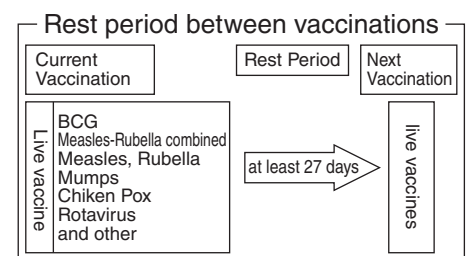 Rest period between vaccinations
Current
Vaccination
Rest Period
Next
Vaccination
Live vaccine
BCG
Measles-Rubella combined
Measles, Rubella
Mumps
Chiken Pox
Rotavirus
and other
at least 27 days
live vaccines